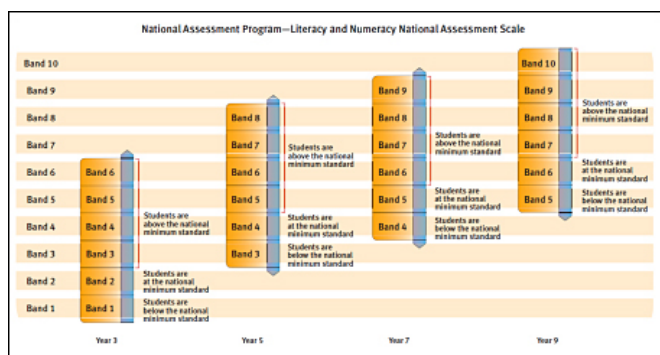 National Assessment Program—Literacy and Numeracy National Assessment Scale
Band 10
Band 9
Band 8
Band 7
Band 6
Band 5
Band 4
Band 3
Band 2
Band 1
Band 6
Band 5
Band 4
Band 3
Band 2
Band 1
Students are
above the national
minimum standard
Students are
at the national
minimum standard
Students are
below the national
minimum standard
Year 3
Band 8
Band 7
Band 6
Band 5
Band 4
Band 3
Students are
above the national
minimum standard
Students are
at the national
minimum standard
Students are
below the national
minimum standard
Year 5
Band 9
Band 8
Band 7
Band 6
Band 5
Band 4
Students are
above the national
minimum standard
Students are
at the national
minimum standard
Students are
below the national
minimum standard
Year 7
Band 10
Band 9
Band 8
Band 7
Band 6
Band 5
Students are
above the national
minimum standard
Students are
at the national
minimum standard
Students are
below the national
minimum standard
Year 9